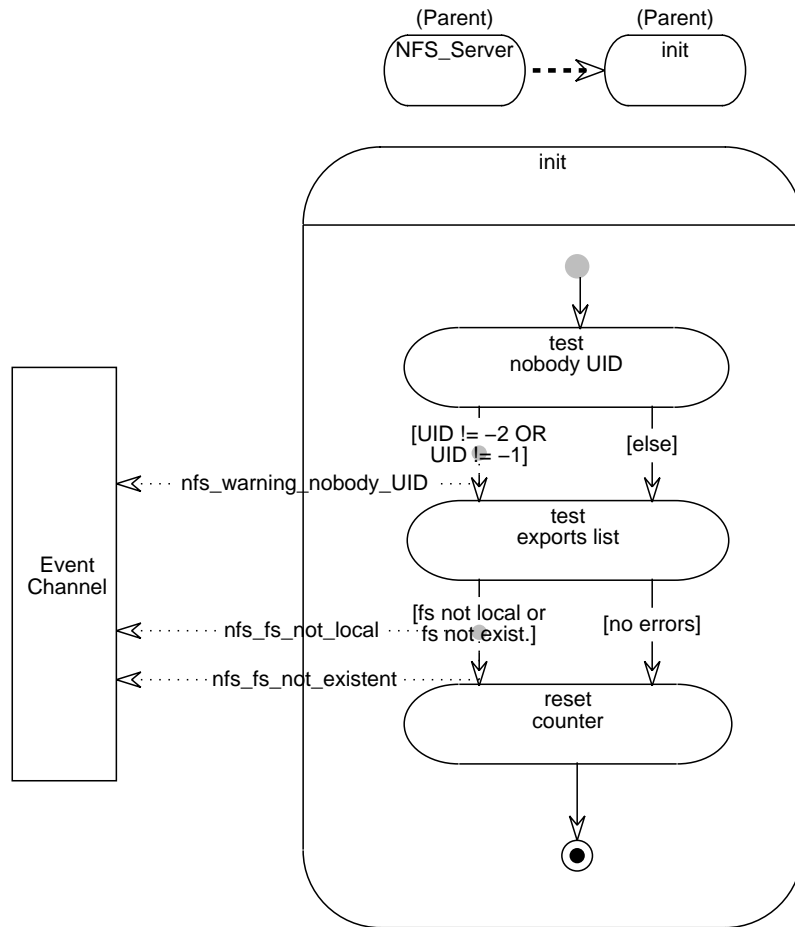 (Parent)
(Parent)
NFS_Server
init
init
test
nobody UID
[UID != −2 OR
UID != −1]
[else]
nfs_warning_nobody_UID
test
exports list
Event
Channel
[fs not local or
fs not exist.]
[no errors]
nfs_fs_not_local
nfs_fs_not_existent
reset
counter